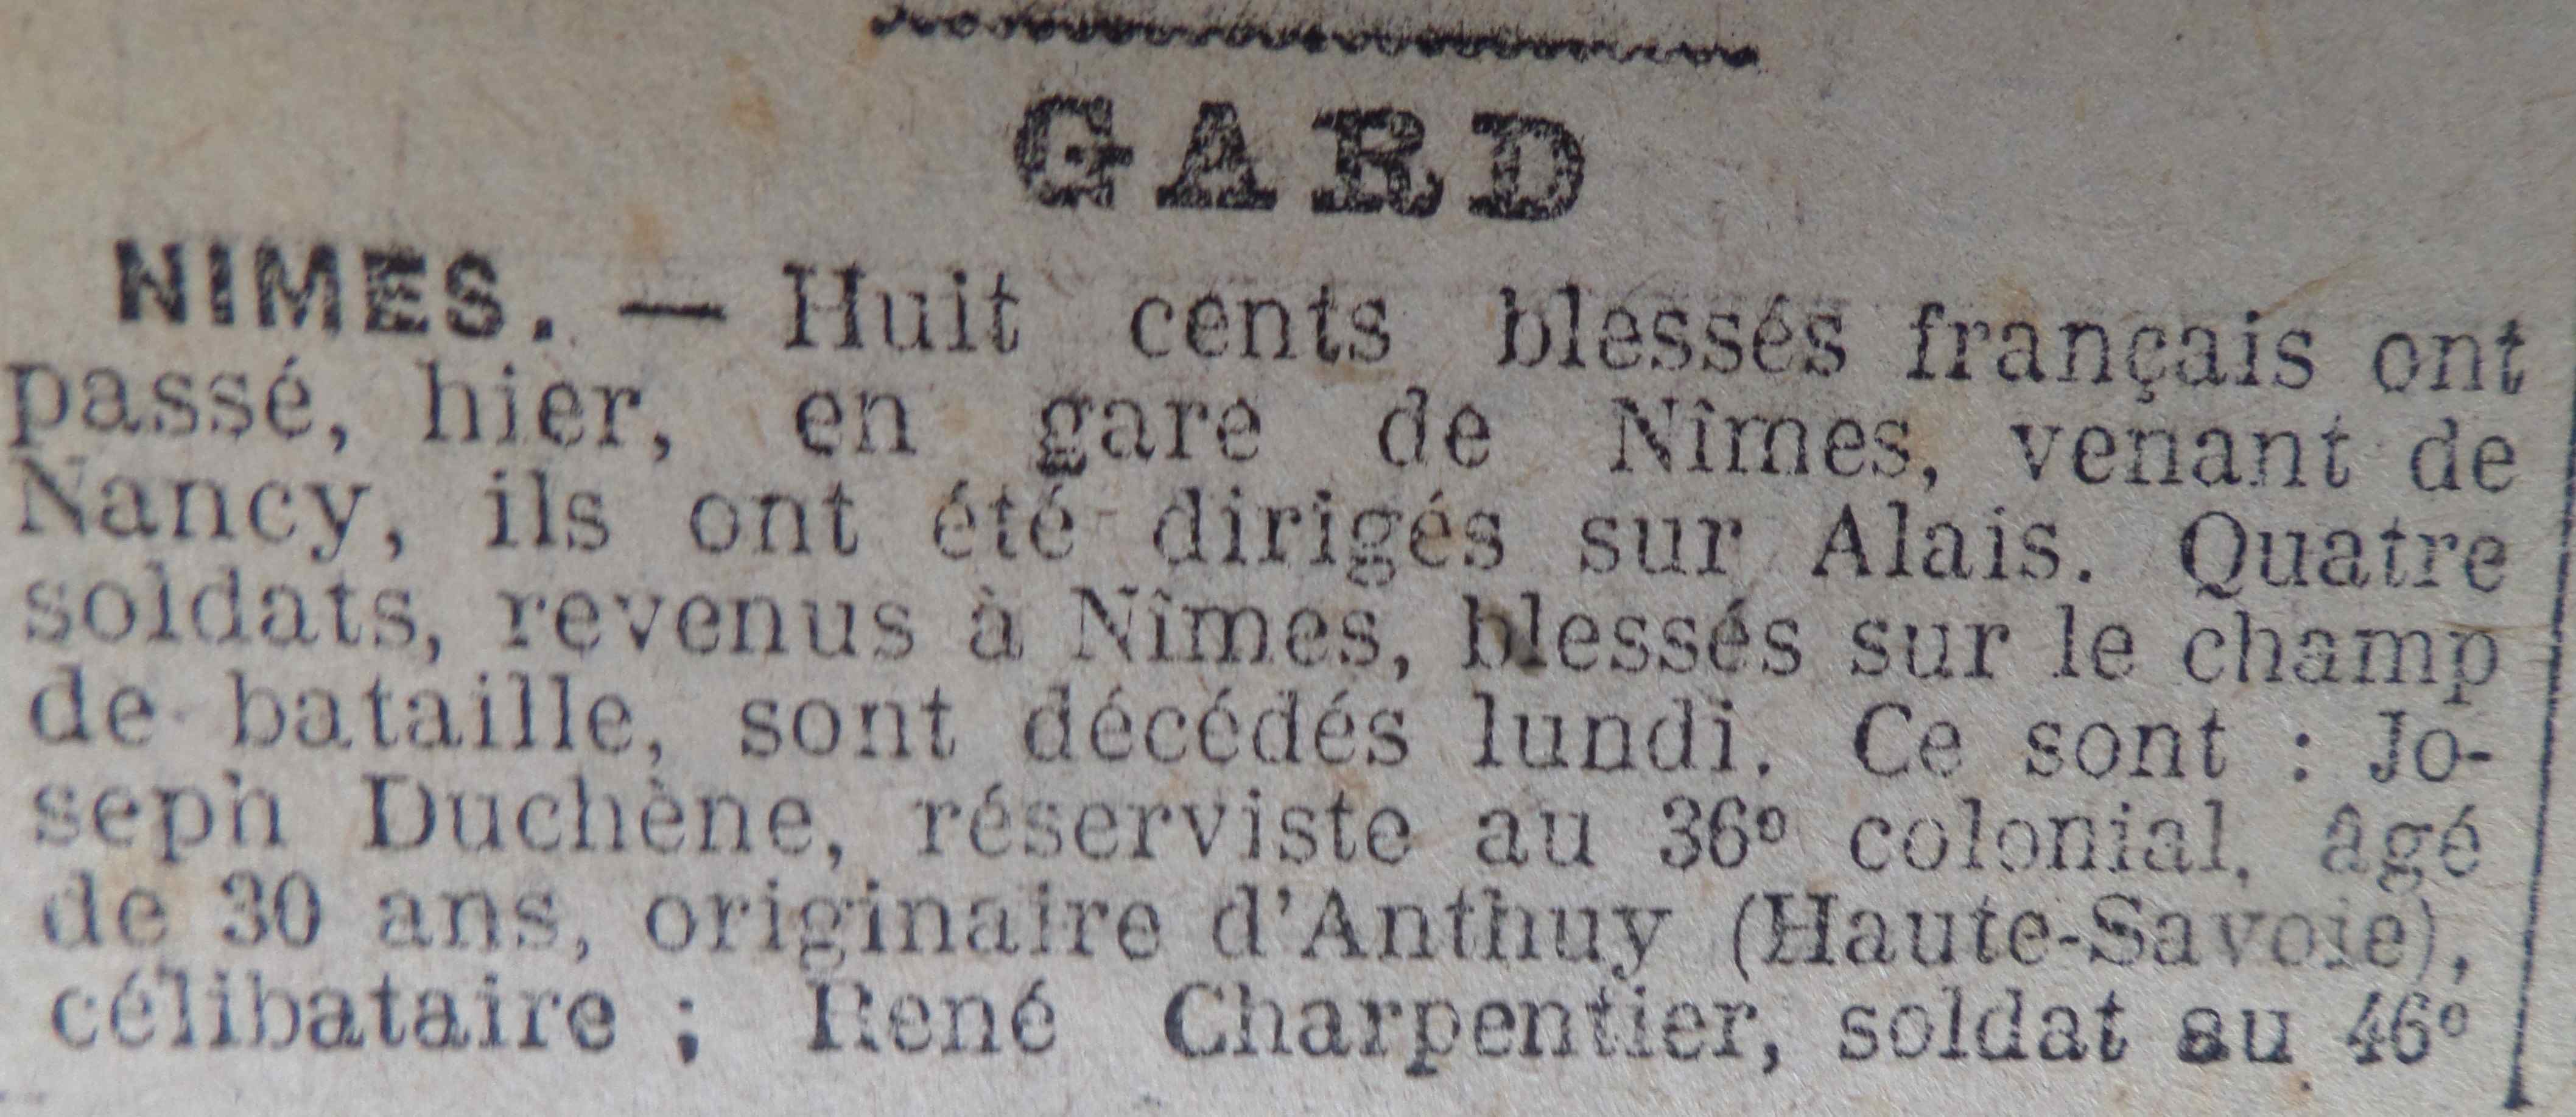 GARD
NIMES. — Huit cents blessés français ont
passé, hier, en gare de Nîmes, venant de
Nancy, ils ont été dirigés sur Alais. Quatre
soldats, revenus à Nîmes, blessés sur le champ
de bataille, sont décédés lundi. Ce sont : Jo-
seph Duchène, réserviste au 36º colonial, âgé
de 30 ans, originaire d'Anthuy (Haute-Savoie),
célibataire ; René Charpentier, soldat au 46º